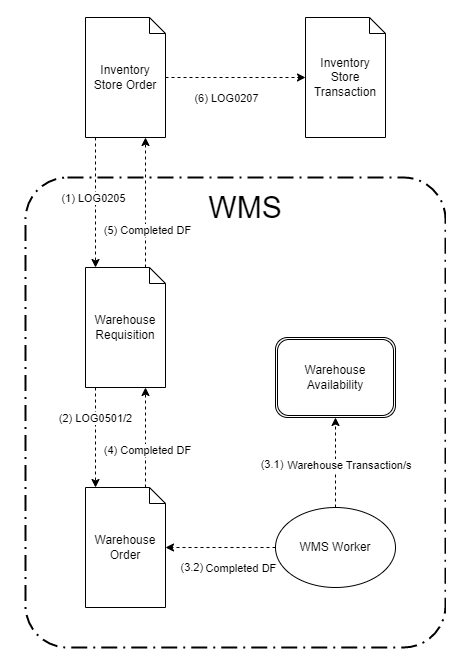 Inventory
Store Order
Inventory
Store
Transaction
(6) LOG0207
(1) LOG0205
WMS
(5) Completed DF
Warehouse
Requisition
Warehouse
Availability
(2) LOG0501/2
(4) Completed DF
(3.1) Warehouse Transaction/s
Warehouse
Order
WMS Worker
(3.2) Completed DF